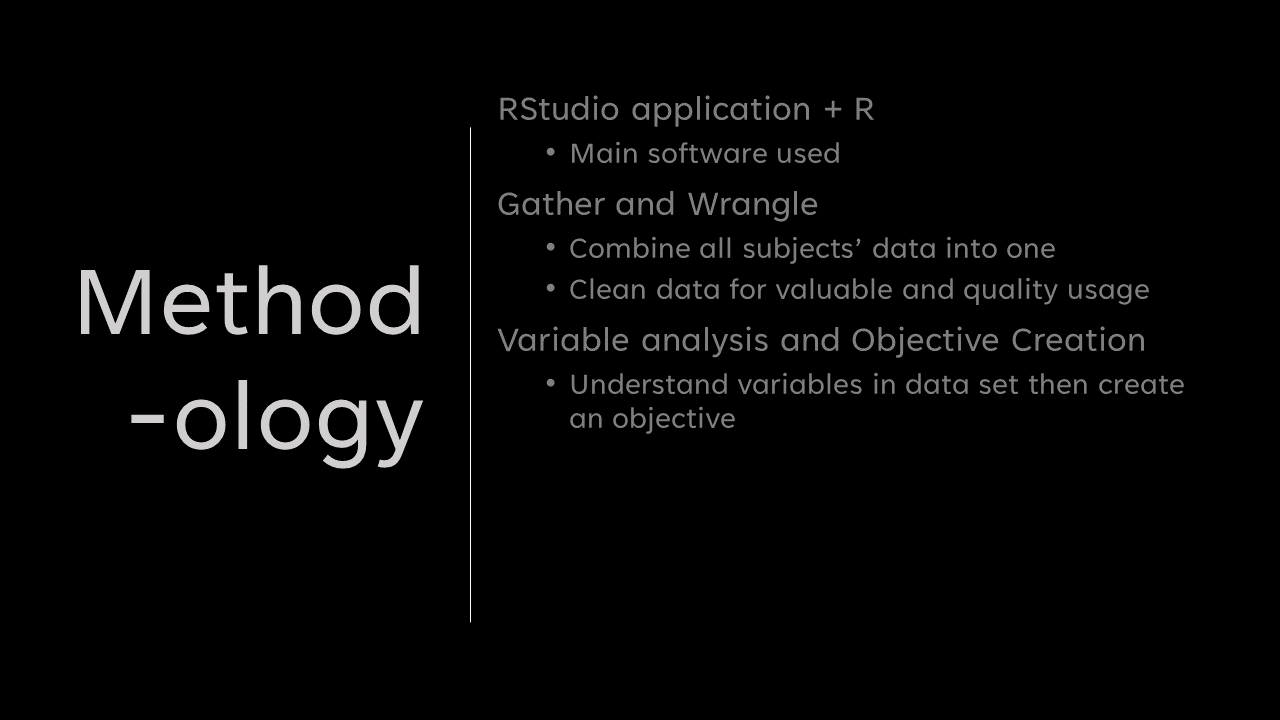 Method
-ology
RStudio application + R
• Main software used
Gather and Wrangle
• Combine all subjects’ data into one
• Clean data for valuable and quality usage
Variable analysis and Objective Creation
• Understand variables in data set then create
an objective